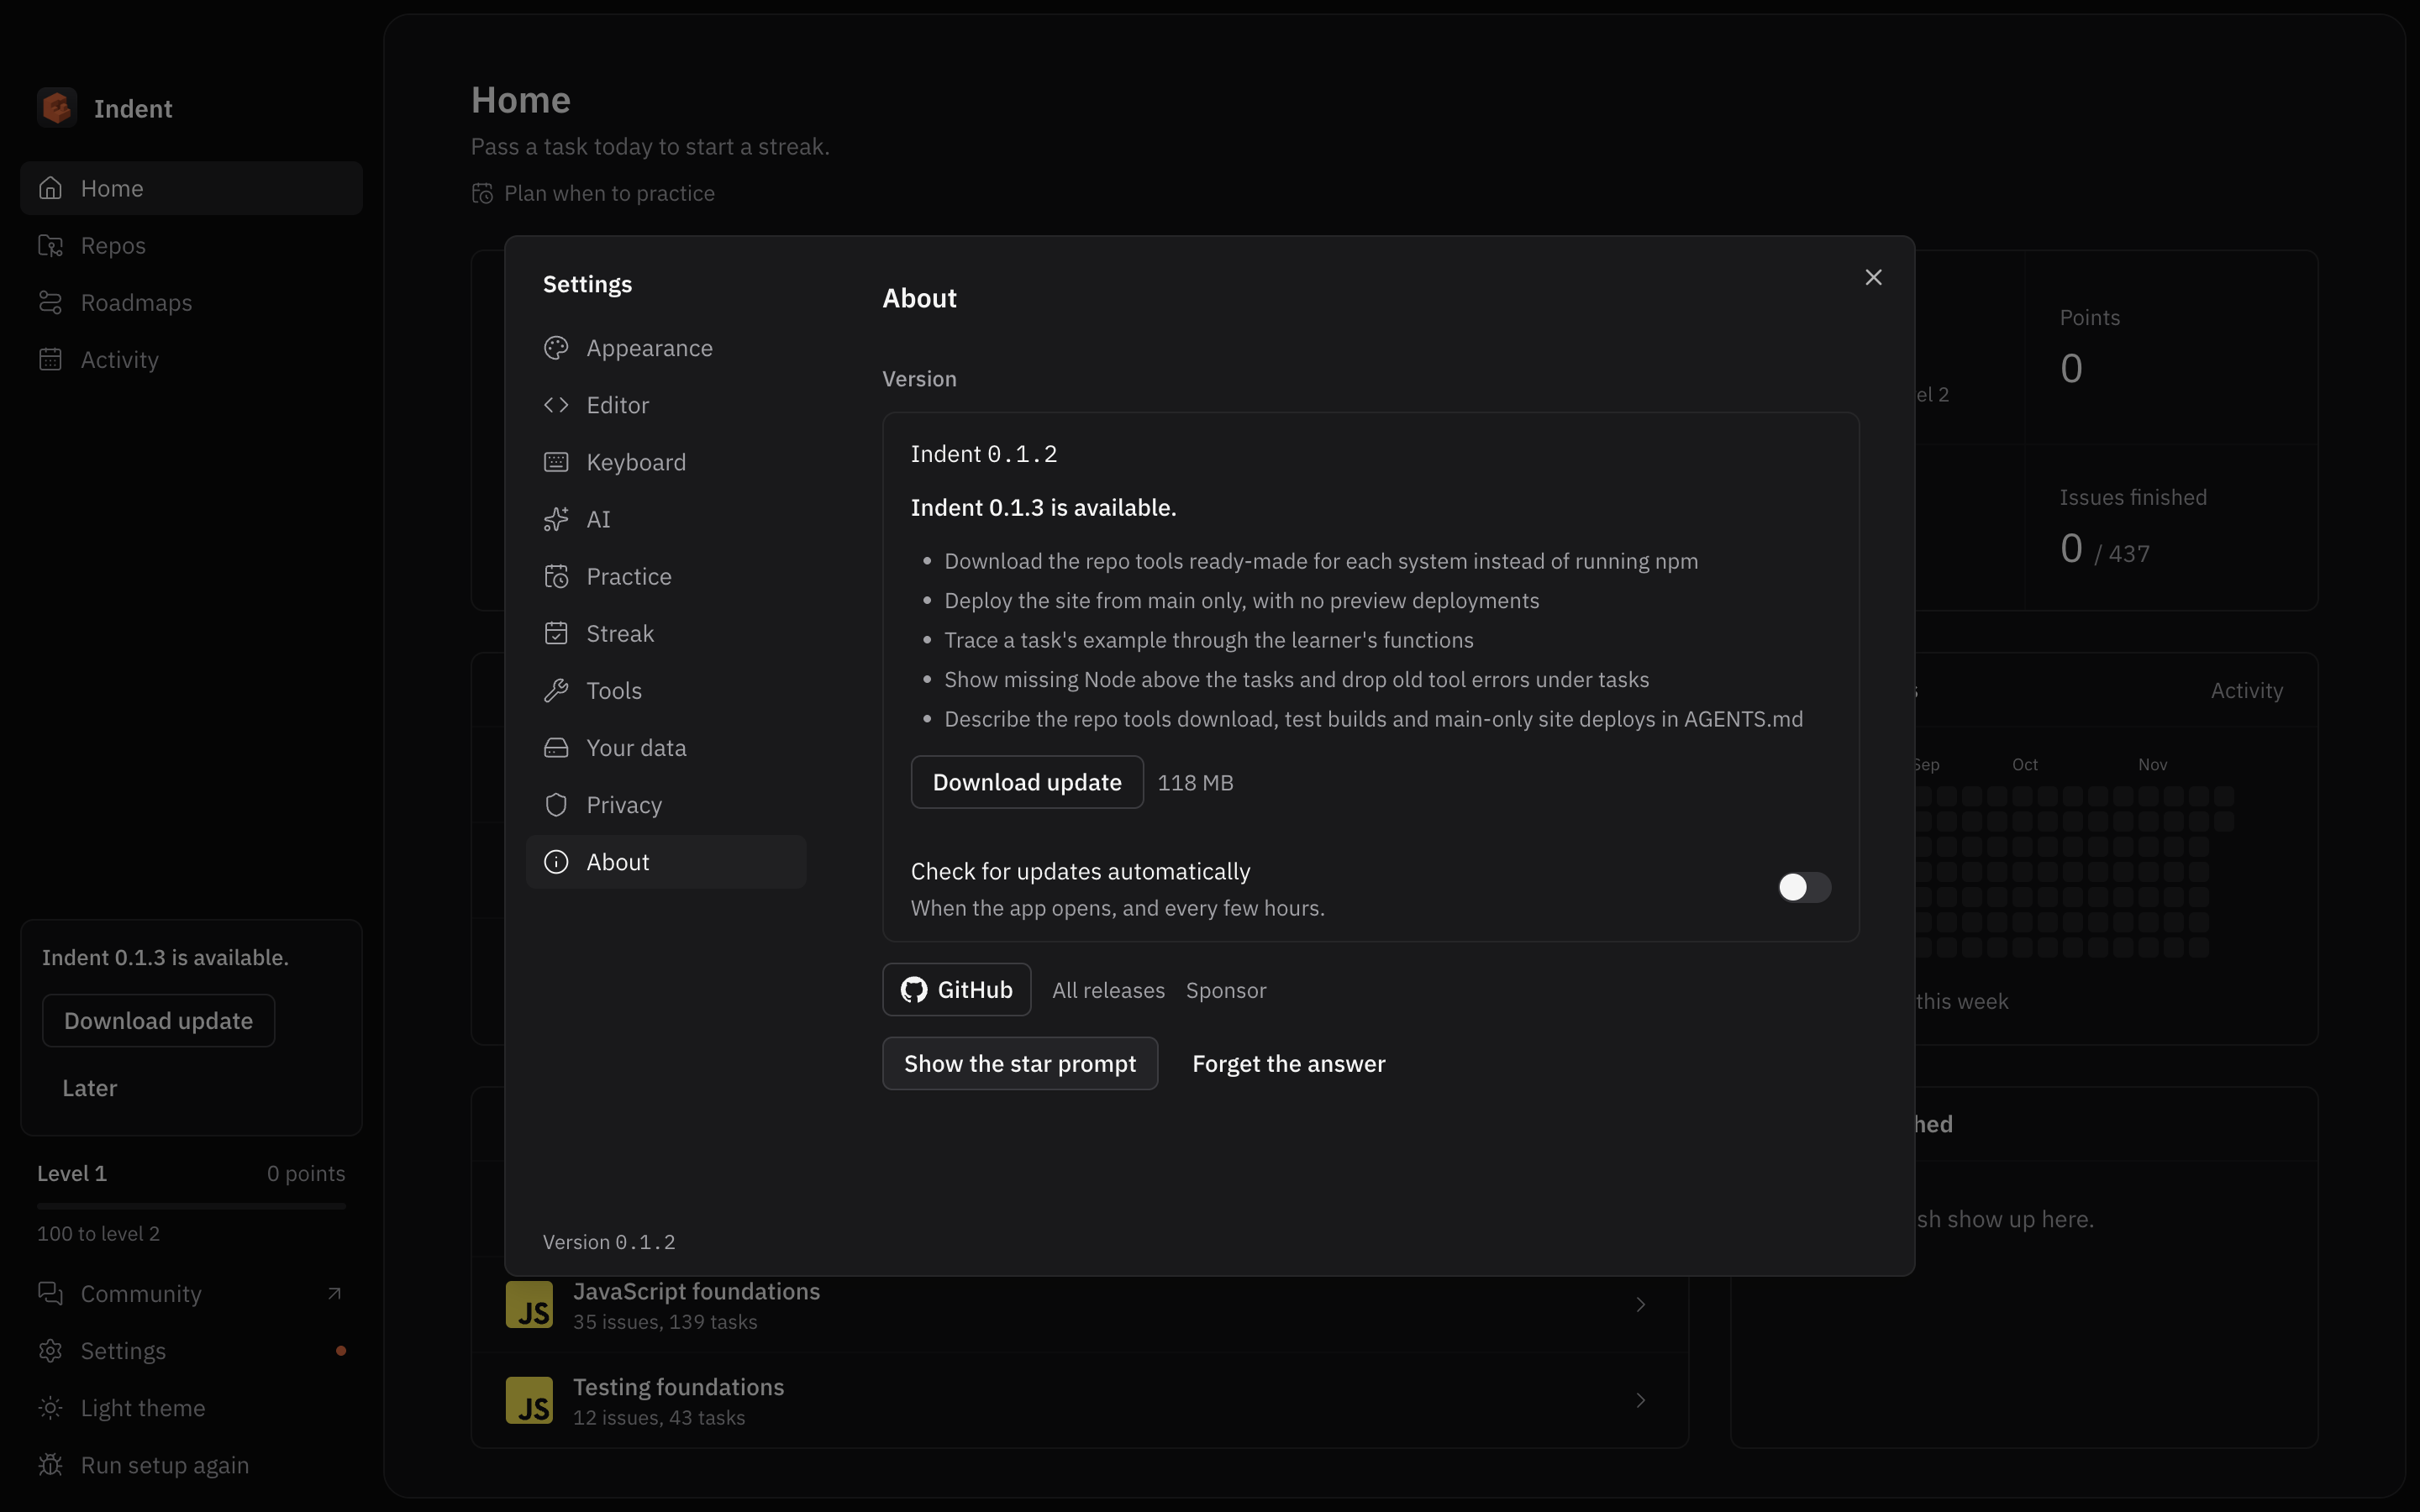 Indent
Home
Repos
Roadmaps
Activity
Indent 0.1.3 is available.
Download update
Later
Level 1
0 points
100 to level 2
Community
Settings
Light theme
Run setup again
Home
Pass a task today to start a streak.
Plan when to practice
Settings
Appearance
Editor
Keyboard
AI
Practice
Streak
Tools
Your data
Privacy
About
Version 0.1.2
About
Version
Indent 0.1.2
Indent 0.1.3 is available.
Download the repo tools ready-made for each system instead of running npm
Deploy the site from main only, with no preview deployments
Trace a task's example through the learner's functions
Show missing Node above the tasks and drop old tool errors under tasks
Describe the repo tools download, test builds and main-only site deploys in AGENTS.md
Download update
118 MB
Check for updates automatically
When the app opens, and every few hours.
GitHub
All releases
Sponsor
Show the star prompt
Forget the answer
Points
0
2
Issues finished
0 / 437
Activity
Oct
Nov
this week
show up here.
JS
JavaScript foundations
35 issues, 139 tasks
JS
Testing foundations
12 issues, 43 tasks